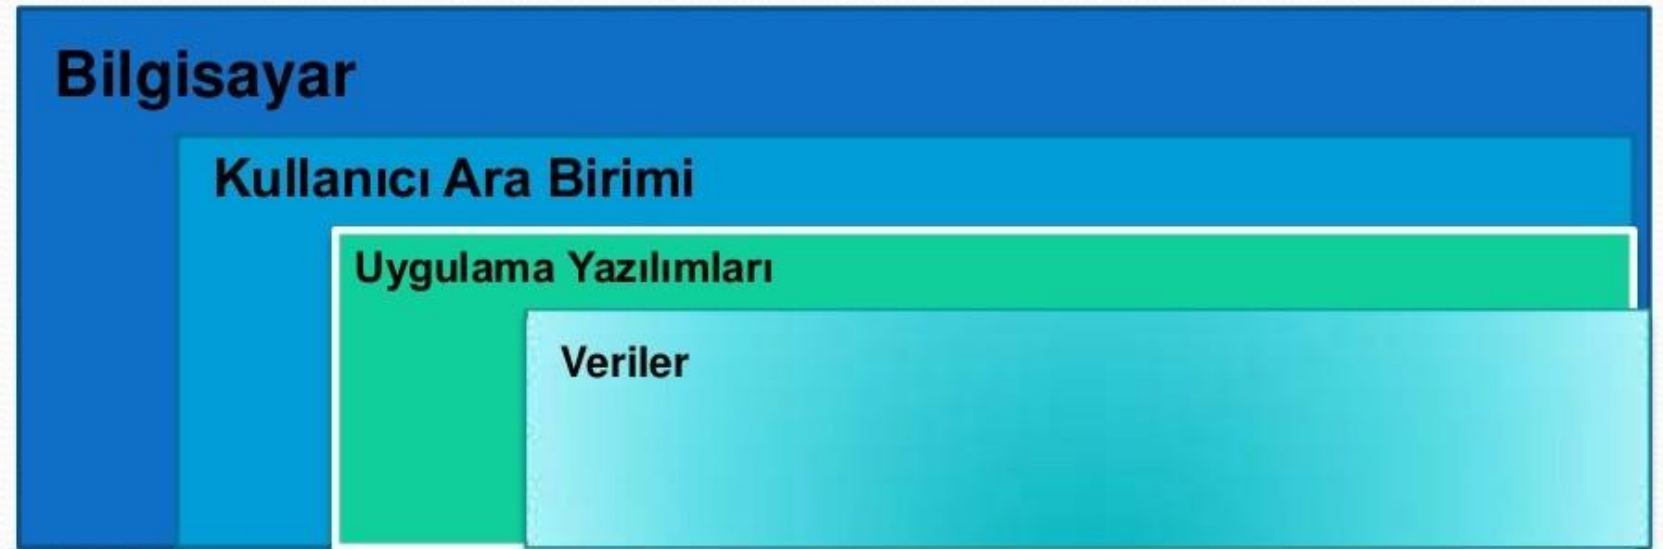 Bilgisayar
Kullanıcı Ara Birimi
Uygulama Yazılımları
Veriler